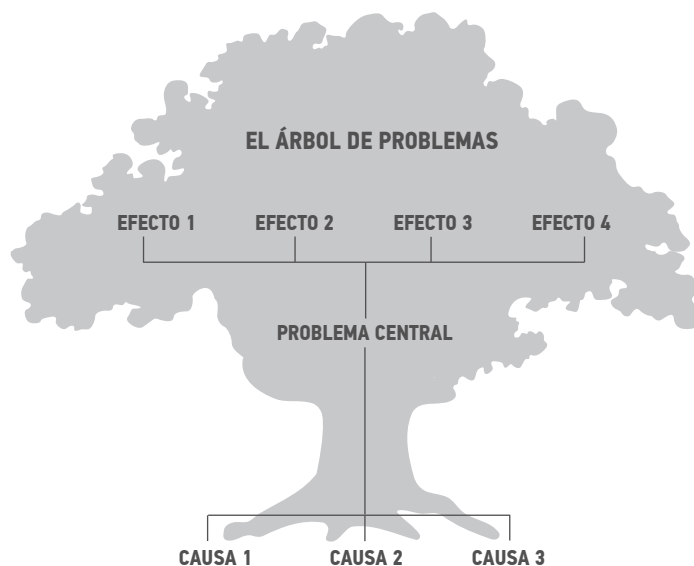 EL ÁRBOL DE PROBLEMAS
EFECTO 1 EFECTO 2 EFECTO 3 EFECTO 4
PROBLEMA CENTRAL
CAUSA 1 CAUSA 2 CAUSA 3